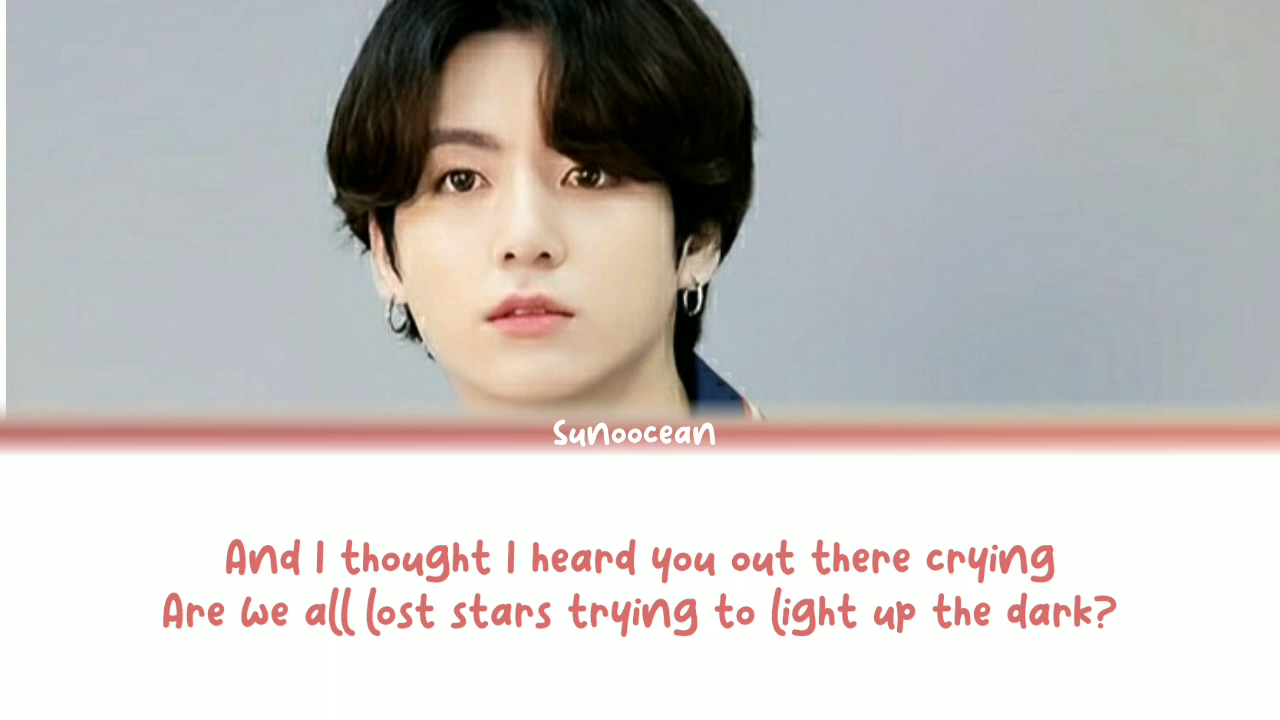 Sunoocean
And I thought I heard you out there crying
Are we all lost stars trying to light up the dark?